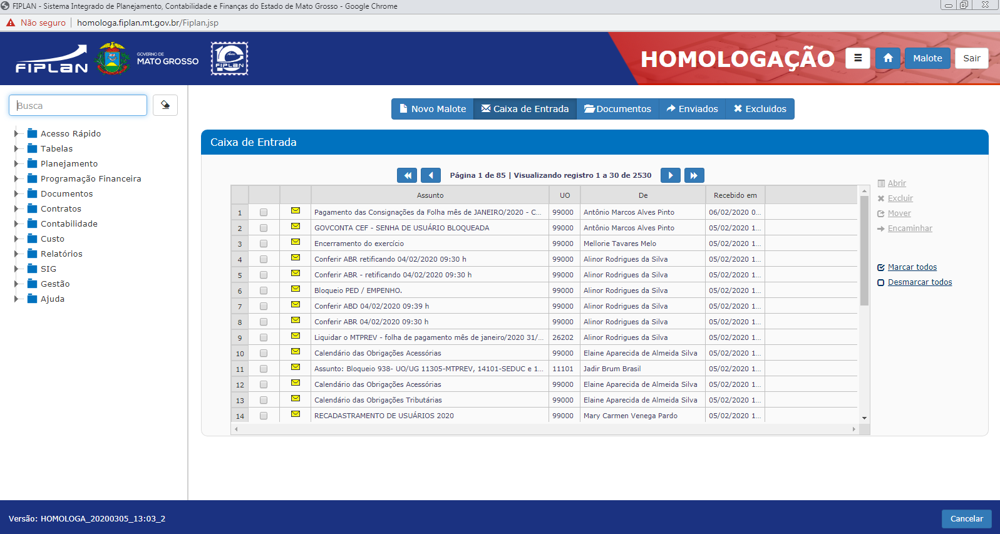 FIPLAN - Sistema Integrado de Planejamento, Contabilidade e Finanças do Estado de Mato Grosso - Google Chrome
Não seguro | homologa.fiplan.mt.gov.br/Fiplan.jsp
FIPLAN
GOVERNO DE
MATO GROSSO
FIPLAN
HOMOLOGAÇÃO
Malote
Sair
Busca
Acesso Rápido
Tabelas
Planejamento
Programação Financeira
Documentos
Contratos
Contabilidade
Custo
Relatórios
SIG
Gestão
Ajuda
Novo Malote Caixa de Entrada Documentos Enviados Excluidos
Caixa de Entrada
Página 1 de 85 | Visualizando registro 1 a 30 de 2530
Assunto UO De Recebido em
1 Pagamento das Consignações da Folha mês de JANEIRO/2020 - C... 99000 Antônio Marcos Alves Pinto 06/02/2020 0...
2 GOVCONTA CEF - SENHA DE USUÁRIO BLOQUEADA 99000 Antônio Marcos Alves Pinto 05/02/2020 1...
3 Encerramento do exercício 99000 Mellorie Tavares Melo 05/02/2020 1...
4 Conferir ABR retificando 04/02/2020 09:30 h 99000 Alinor Rodrigues da Silva 05/02/2020 1...
5 Conferir ABR - retificando 04/02/2020 09:30 h 99000 Alinor Rodrigues da Silva 05/02/2020 1...
6 Bloqueio PED / EMPENHO. 99000 Alinor Rodrigues da Silva 05/02/2020 1...
7 Conferir ABD 04/02/2020 09:39 h 99000 Alinor Rodrigues da Silva 05/02/2020 1...
8 Conferir ABR 04/02/2020 09:30 h 99000 Alinor Rodrigues da Silva 05/02/2020 1...
9 Liquidar o MTPREV - folha de pagamento mês de janeiro/2020 31/... 26202 Alinor Rodrigues da Silva 05/02/2020 1...
10 Calendário das Obrigações Acessórias 99000 Elaine Aparecida de Almeida Silva 05/02/2020 1...
11 Assunto: Bloqueio 938- UO/UG 11305-MTPREV, 14101-SEDUC e 1... 11101 Jadir Brum Brasil 05/02/2020 1...
12 Calendário das Obrigações Acessórias 99000 Elaine Aparecida de Almeida Silva 05/02/2020 1...
13 Calendário das Obrigações Tributárias 99000 Elaine Aparecida de Almeida Silva 05/02/2020 1...
14 RECADASTRAMENTO DE USUÁRIOS 2020 99000 Mary Carmen Venega Pardo 05/02/2020 1...
Abrir
Excluir
Mover
Encaminhar
Marcar todos
Desmarcar todos
Versão: HOMOLOGA_20200305_13:03_2
Cancelar